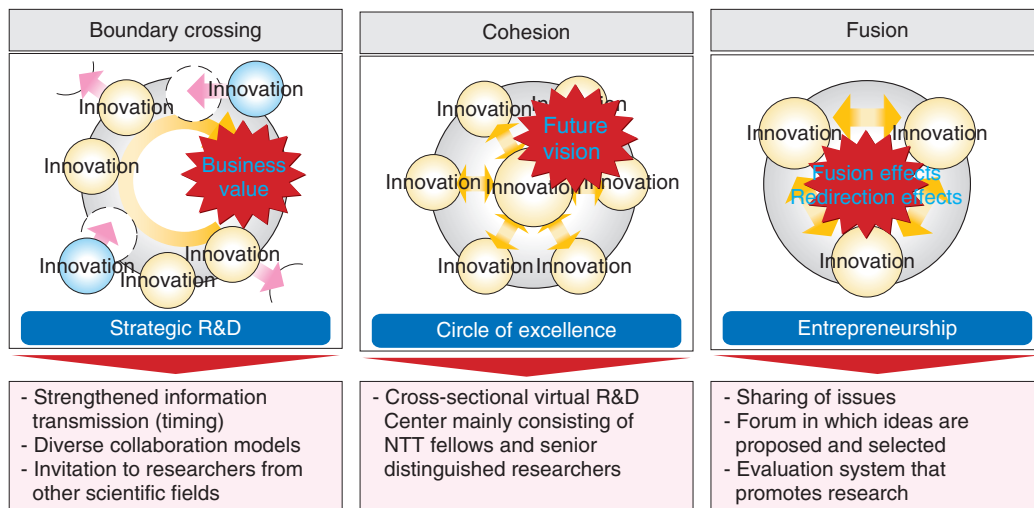 Boundary crossing
Innovation
Innovation
Innovation
Business
value
Innovation
Innovation
Innovation
Strategic R&D
- Strengthened information
transmission (timing)
- Diverse collaboration models
- Invitation to researchers from
other scientific fields
Cohesion
Innovation
Innovation
Future
vision
Innovation
Innovation
Innovation
Innovation
Innovation
Circle of excellence
- Cross-sectional virtual R&D
Center mainly consisting of
NTT fellows and senior
distinguished researchers
Fusion
Innovation
Innovation
Fusion effects
Redirection effects
Innovation
Entrepreneurship
- Sharing of issues
- Forum in which ideas are
proposed and selected
- Evaluation system that
promotes research